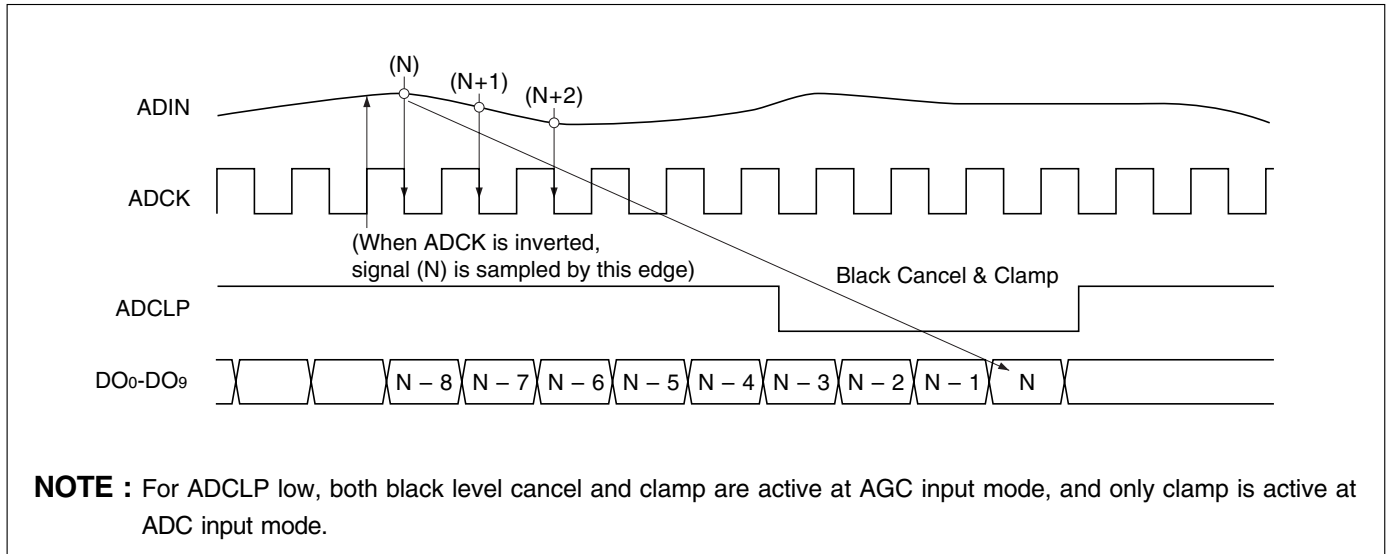 (N)
(N+1)
(N+2)
ADIN
ADCK
(When ADCK is inverted,
signal (N) is sampled by this edge)
Black Cancel & Clamp
ADCLP
DO0-DO9
N – 8
N – 7
N – 6
N – 5
N – 4
N – 3
N – 2
N – 1
N
NOTE : For ADCLP low, both black level cancel and clamp are active at AGC input mode, and only clamp is active at
ADC input mode.